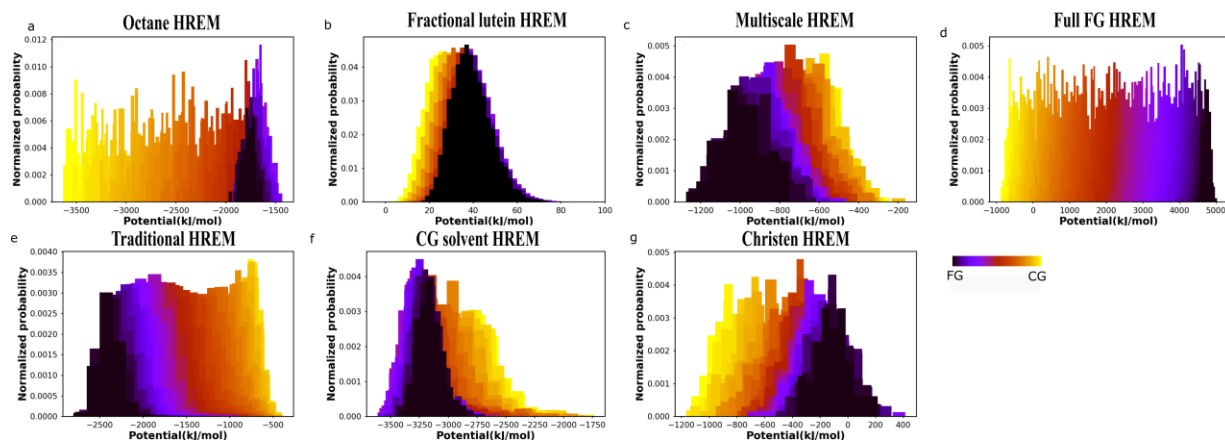 Octane HREM
Fractional lutein HREM
Multiscale HREM
Full FG HREM
a
b
c
d
Normalized probability
0.012
0.010
0.008
0.006
0.004
0.002
0.000
-3500 -3000 -2500 -2000 -1500
Potential(kJ/mol)
Normalized probability
0.04
0.03
0.02
0.01
0.00
0 20 40 60 80 100
Potential(kJ/mol)
Normalized probability
0.005
0.004
0.003
0.002
0.001
0.000
-1200 -1000 -800 -600 -400 -200
Potential(kJ/mol)
Normalized probability
0.005
0.004
0.003
0.002
0.001
0.000
-1000 0 1000 2000 3000 4000 5000
Potential(kJ/mol)
Traditional HREM
CG solvent HREM
Christen HREM
e
f
g
Normalized probability
0.0040
0.0035
0.0030
0.0025
0.0020
0.0015
0.0010
0.0005
0.0000
-2500 -2000 -1500 -1000 -500
Potential(kJ/mol)
Normalized probability
0.004
0.003
0.002
0.001
0.000
-3500 -3250 -3000 -2750 -2500 -2250 -2000 -1750
Potential(kJ/mol)
Normalized probability
0.005
0.004
0.003
0.002
0.001
0.000
-1200 -1000 -800 -600 -400 -200 0 200 400
Potential(kJ/mol)
FG CG